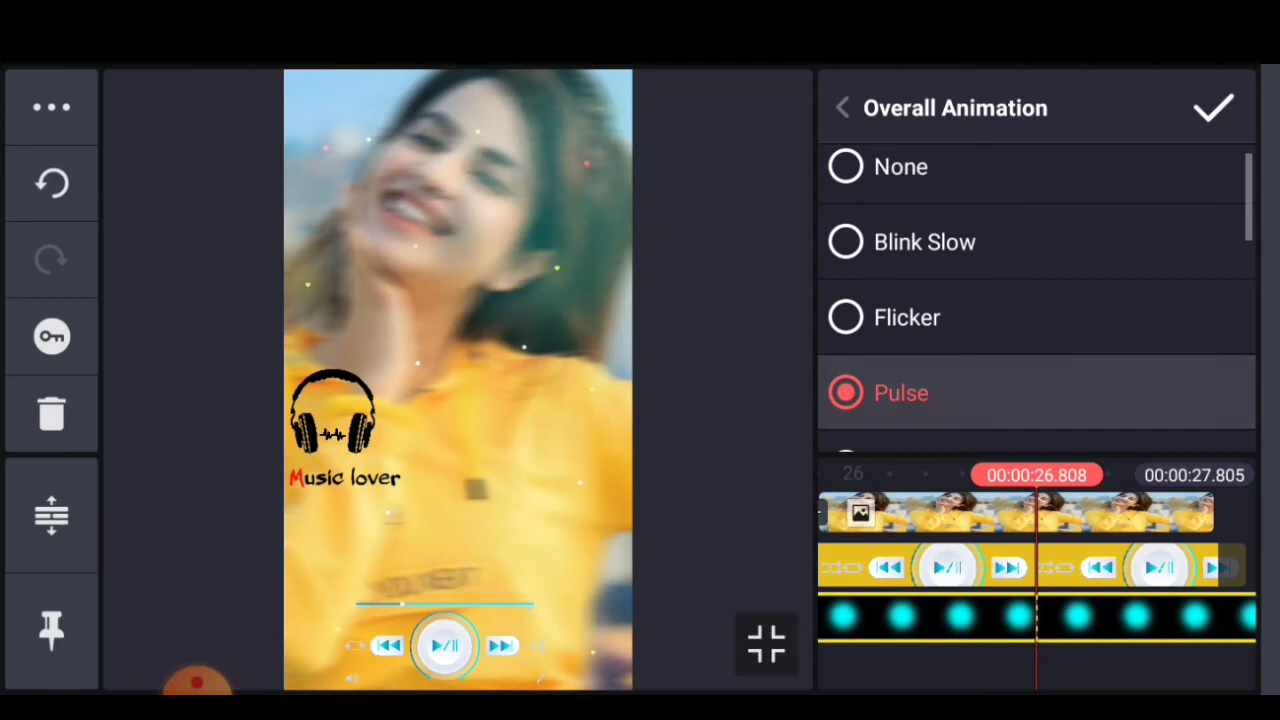 Overall Animation
None
Blink Slow
Flicker
Pulse
Music lover
26
00:00:26.808
00:00:27.805